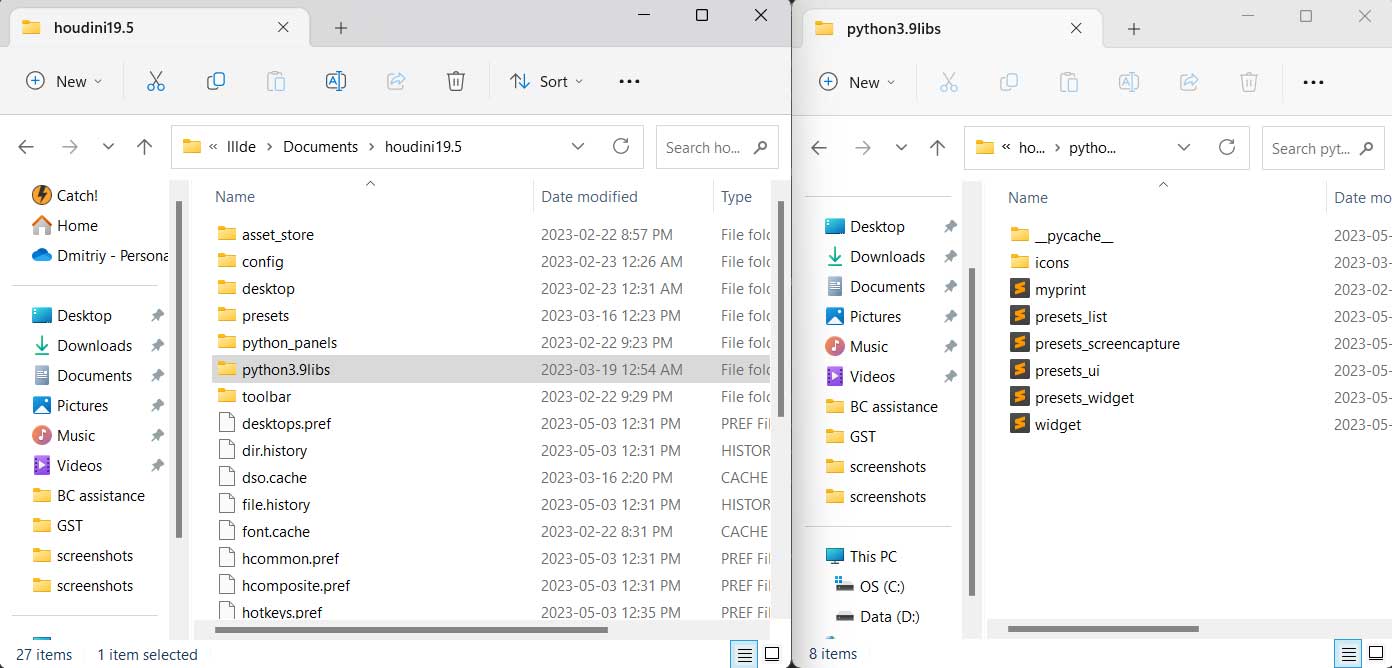 houdini19.5
New
Sort
« IIIde > Documents > houdini19.5
Search ho...
Catch!
Home
Dmitriy - Persona
Desktop
Downloads
Documents
Pictures
Music
Videos
BC assistance
GST
screenshots
screenshots
Name Date modified Type
asset_store 2023-02-22 8:57 PM File fold
config 2023-02-23 12:26 AM File fold
desktop 2023-02-23 12:31 AM File fold
presets 2023-03-16 12:23 PM File fold
python_panels 2023-02-22 9:23 PM File fold
python3.9libs 2023-03-19 12:54 AM File fold
toolbar 2023-02-22 9:29 PM File fold
desktops.pref 2023-05-03 12:31 PM PREF Fil
dir.history 2023-05-03 12:31 PM HISTOR
dso.cache 2023-03-16 2:20 PM CACHE
file.history 2023-05-03 12:31 PM HISTOR
font.cache 2023-02-22 8:31 PM CACHE
hcommon.pref 2023-05-03 12:31 PM PREF Fil
hcomposite.pref 2023-05-03 12:31 PM PREF Fil
hotkeys.pref 2023-05-03 12:35 PM PREF Fil
27 items 1 item selected
python3.9libs
New
« ho... > pytho...
Search pyt...
Desktop
Downloads
Documents
Pictures
Music
Videos
BC assistance
GST
screenshots
screenshots
This PC
OS (C:)
Data (D:)
Name Date mo
__pycache__ 2023-05-
icons 2023-03-
myprint 2023-02-
presets_list 2023-05-
presets_screencapture 2023-05-
presets_ui 2023-05-
presets_widget 2023-05-
widget 2023-05-
8 items